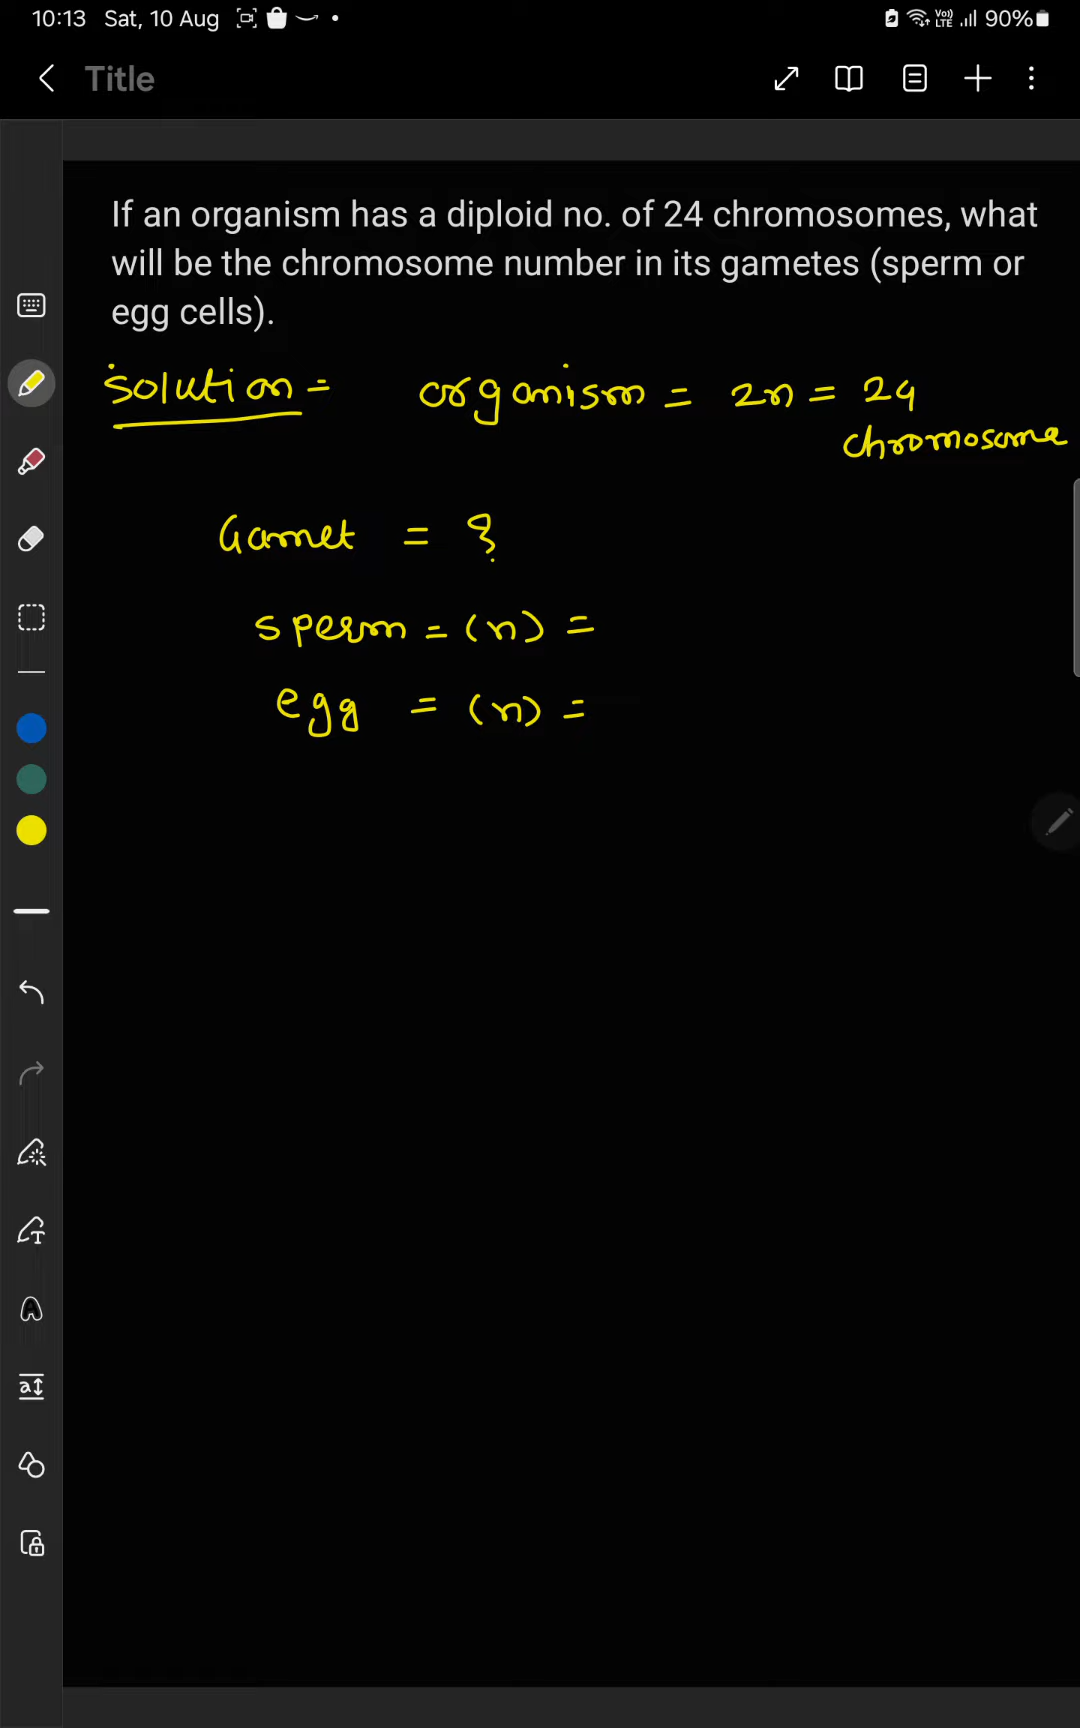 10:13 Sat, 10 Aug 90%
Title
If an organism has a diploid no. of 24 chromosomes, what
will be the chromosome number in its gametes (sperm or
egg cells).
Solution = organism = 2n = 24
chromosome
Gamet = ?
sperm = (n) =
egg = (n) =